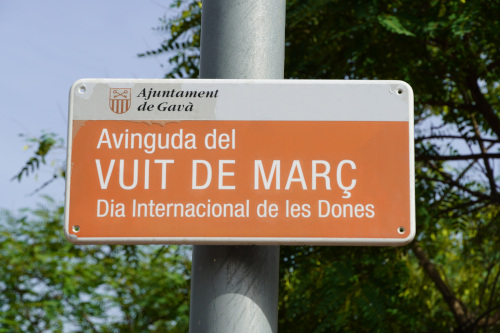 Ajuntament
de Gavà
Avinguda del
VUIT DE MARÇ
Dia Internacional de les Dones